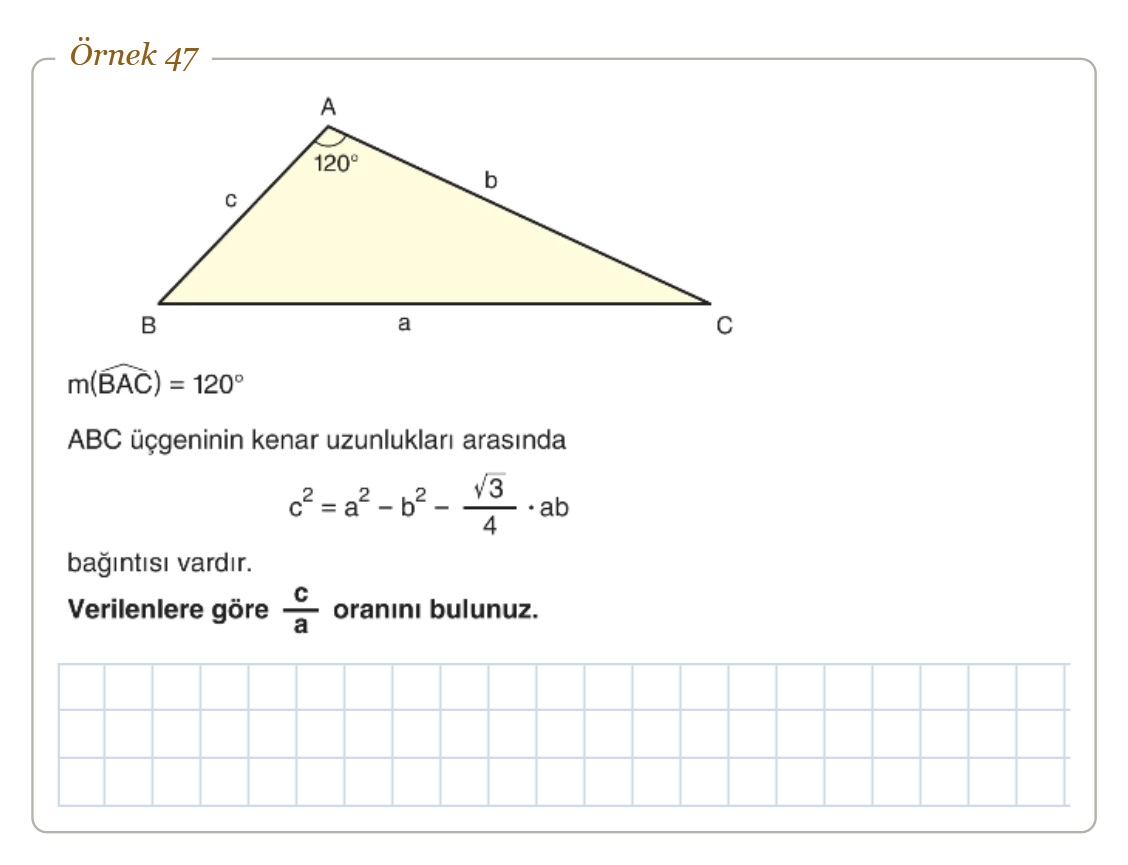 Örnek 47
A
120°
b
c
B
a
C
m(BAC) = 120°
ABC üçgeninin kenar uzunlukları arasında
c² = a² – b² – √3/4 · ab
bağıntısı vardır.
Verilenlere göre c/a oranını bulunuz.